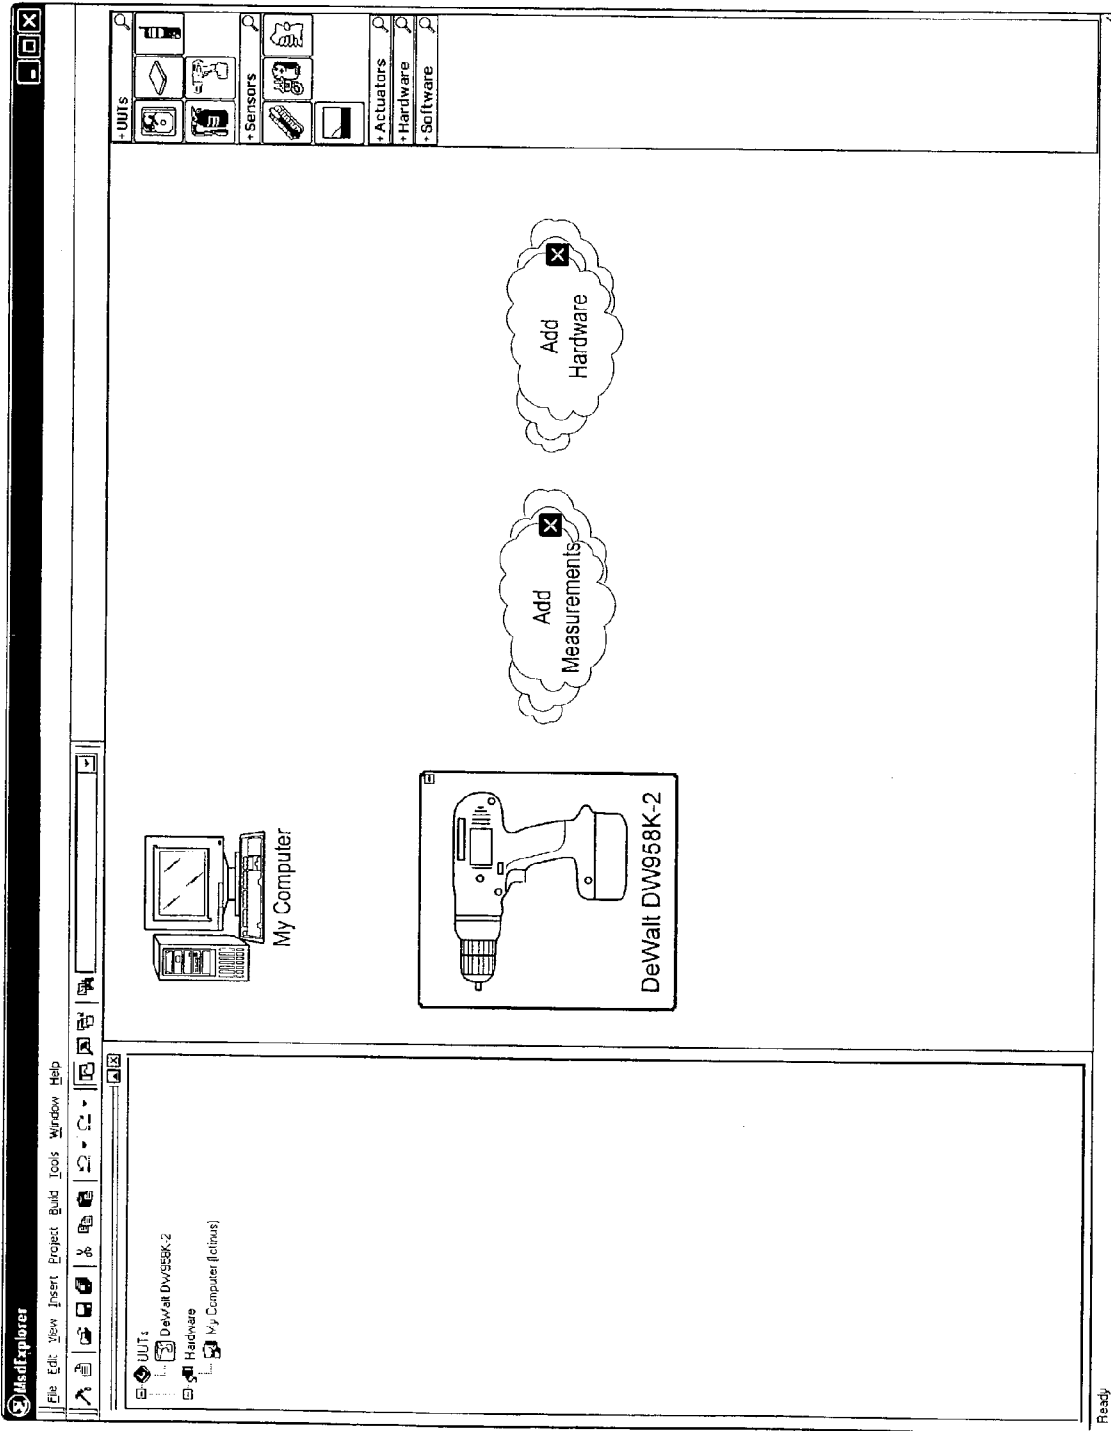 MsdExplorer
File Edit View Insert Project Build Tools Window Help
UUTs
DeWalt DW958K-2
Hardware
My Computer (Ictinus)
My Computer
DeWalt DW958K-2
Add
Measurements
Add
Hardware
+ UUTs
+ Sensors
+ Actuators
+ Hardware
+ Software
Ready